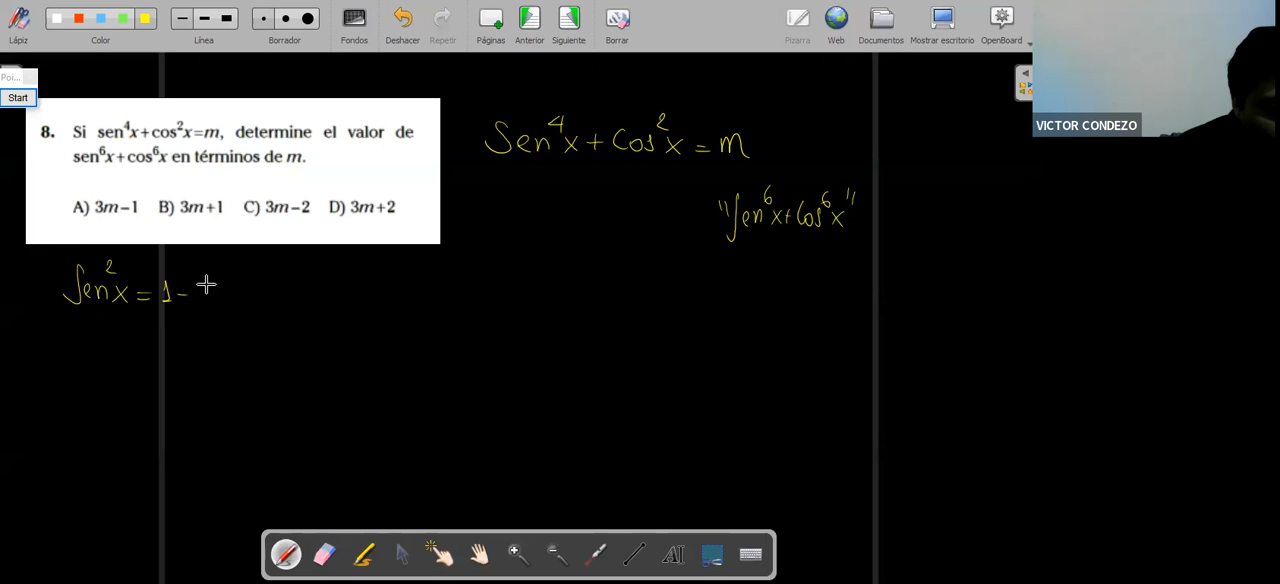 Lápiz Color Línea Borrador Fondos Deshacer Repetir Páginas Anterior Siguiente Borrar Pizarra Web Documentos Mostrar escritorio OpenBoard
Poi...
Start
VICTOR CONDEZO
8. Si sen⁴x+cos²x=m, determine el valor de
sen⁶x+cos⁶x en términos de m.
A) 3m−1 B) 3m+1 C) 3m−2 D) 3m+2
Sen⁴x + Cos²x = m
"Sen⁶x+Cos⁶x"
Sen²x = 1 −
AI